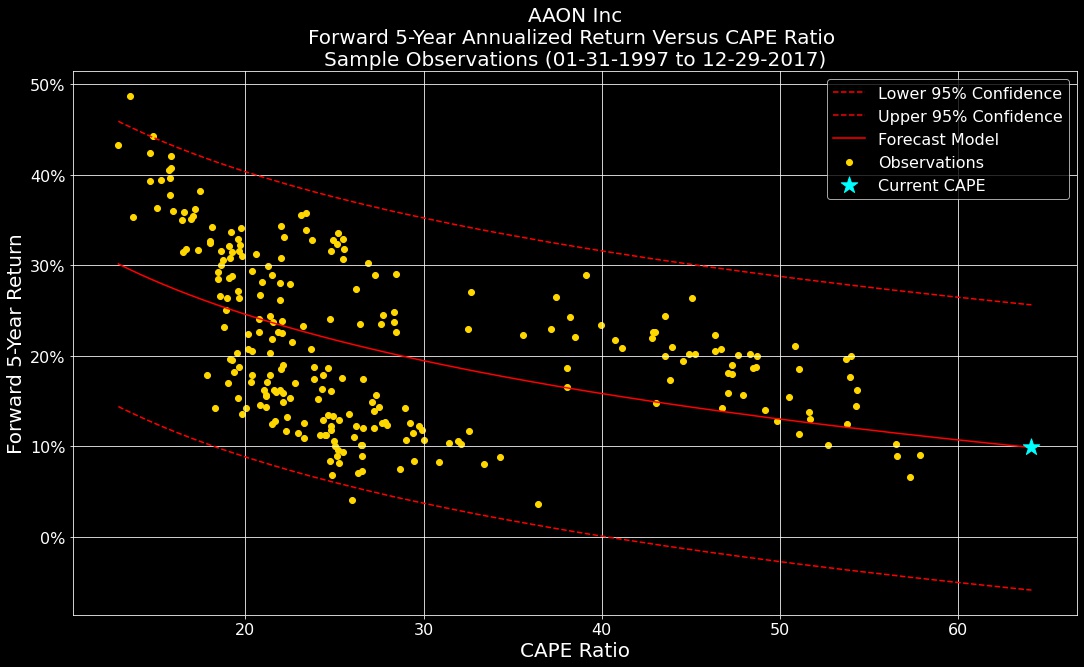 AAON Inc
Forward 5-Year Annualized Return Versus CAPE Ratio
Sample Observations (01-31-1997 to 12-29-2017)
Lower 95% Confidence
Upper 95% Confidence
Forecast Model
Observations
Current CAPE
Forward 5-Year Return
50%
40%
30%
20%
10%
0%
20
30
40
50
60
CAPE Ratio